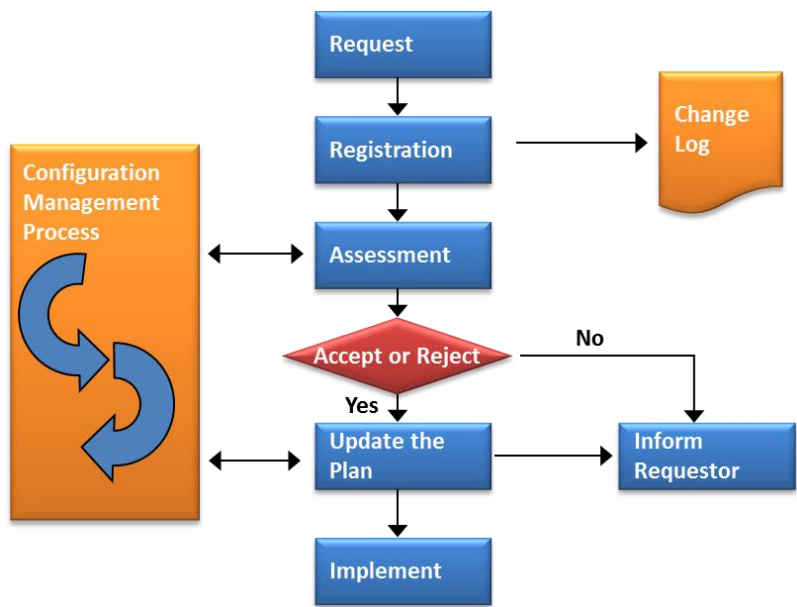 Request
Change
Log
Registration
Configuration
Management
Process
Assessment
Accept or Reject
No
Yes
Update the
Plan
Inform
Requestor
Implement